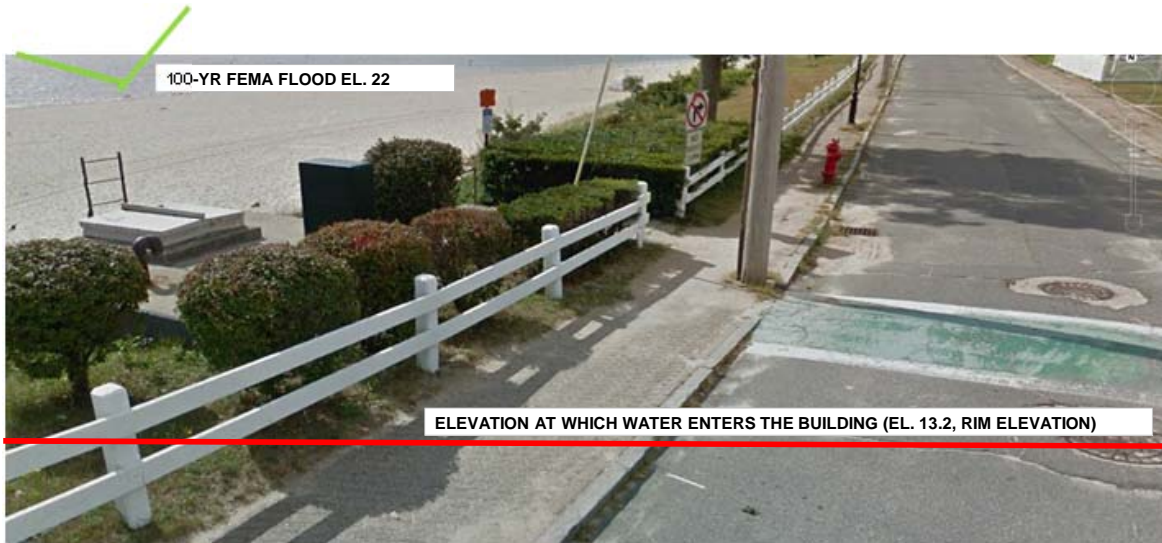 100-YR FEMA FLOOD EL. 22
N
ELEVATION AT WHICH WATER ENTERS THE BUILDING (EL. 13.2, RIM ELEVATION)